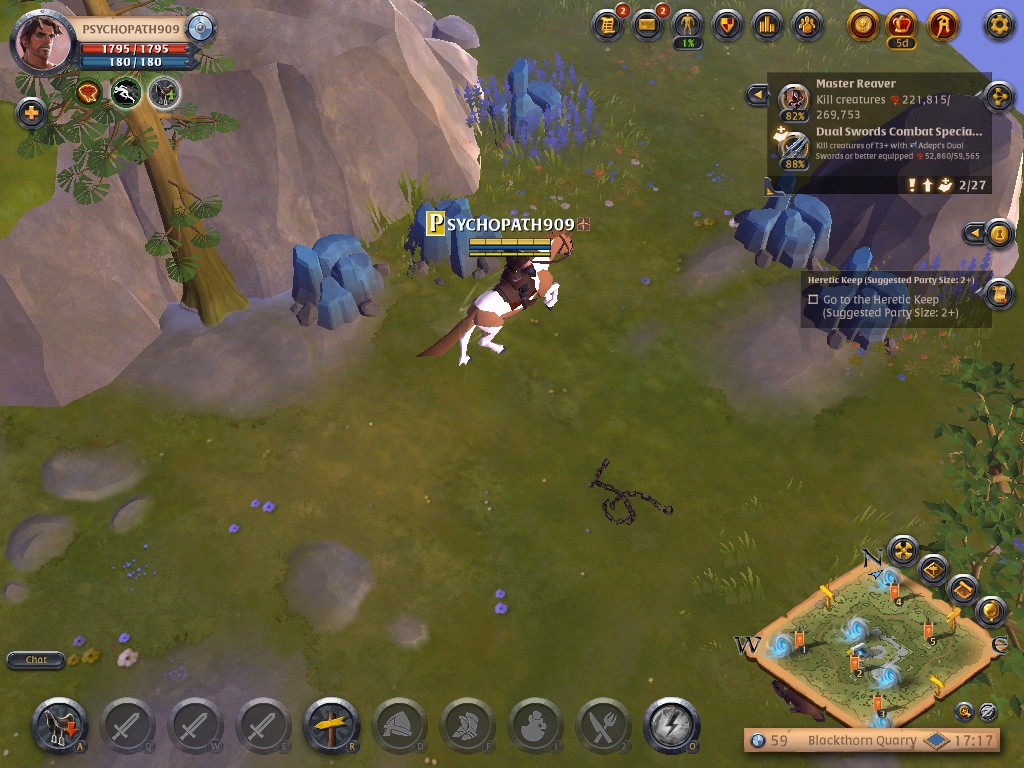 PSYCHOPATH909
1795 / 1795
180 / 180
2
2
1%
5d
Master Reaver
Kill creatures 221,815/
269,753
82%
Dual Swords Combat Specia...
Kill creatures of T3+ with Adept's Dual
Swords or better equipped 52,860/59,565
88%
2/27
P PSYCHOPATH909
Heretic Keep (Suggested Party Size: 2+)
Go to the Heretic Keep
(Suggested Party Size: 2+)
N
W
E
4
1
5
2
3
Chat
A
Q
W
E
R
D
F
1
2
O
59 Blackthorn Quarry 17:17